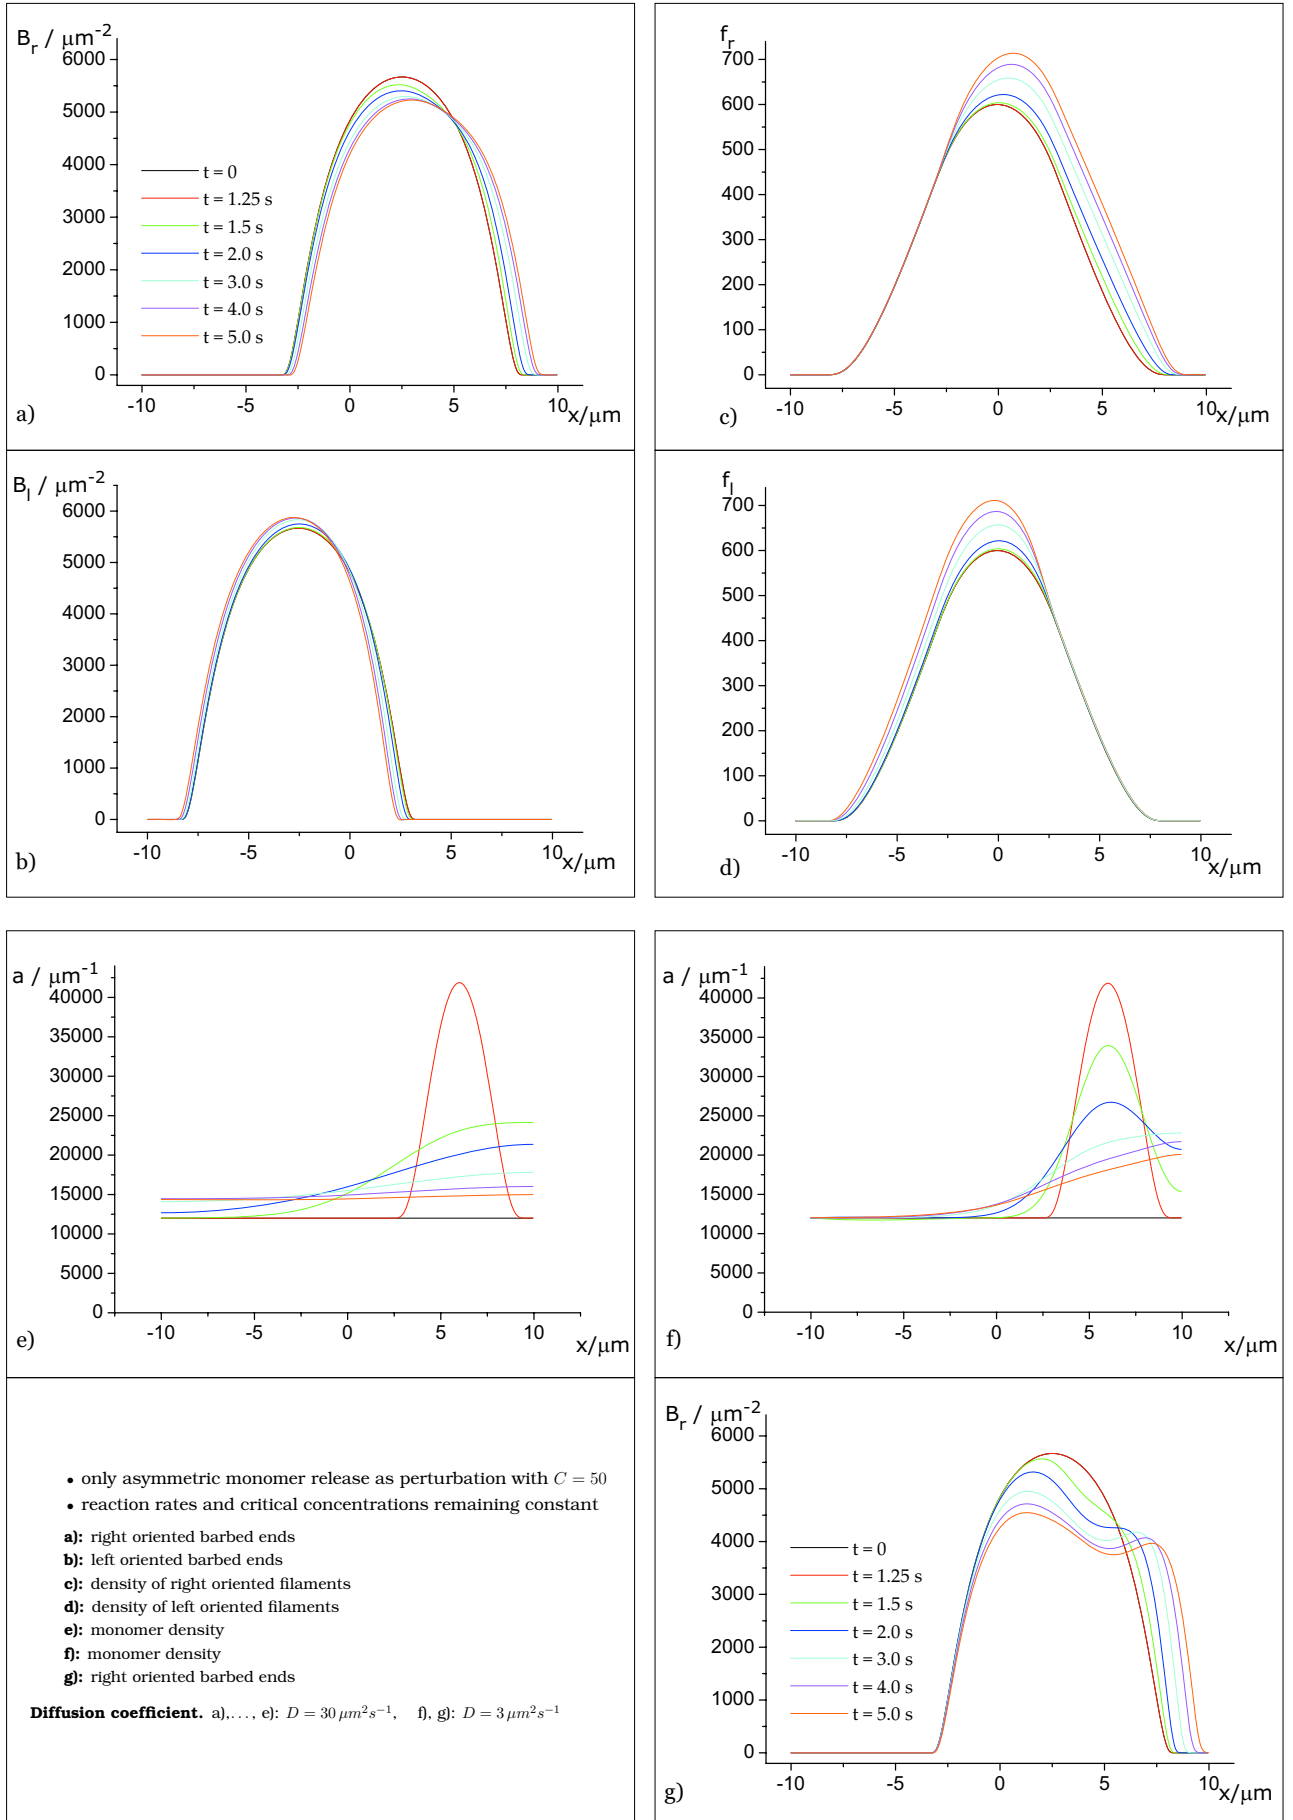 B_r / μm^-2
6000
5000
4000
3000
2000
1000
0
t = 0
t = 1.25 s
t = 1.5 s
t = 2.0 s
t = 3.0 s
t = 4.0 s
t = 5.0 s
-10 -5 0 5 10
x/μm
a)
f_r
700
600
500
400
300
200
100
0
-10 -5 0 5 10
x/μm
c)
B_l / μm^-2
6000
5000
4000
3000
2000
1000
0
-10 -5 0 5 10
x/μm
b)
f_l
700
600
500
400
300
200
100
0
-10 -5 0 5 10
x/μm
d)
a / μm^-1
40000
35000
30000
25000
20000
15000
10000
5000
0
-10 -5 0 5 10
x/μm
e)
a / μm^-1
40000
35000
30000
25000
20000
15000
10000
5000
0
-10 -5 0 5 10
x/μm
f)
• only asymmetric monomer release as perturbation with C = 50
• reaction rates and critical concentrations remaining constant
a): right oriented barbed ends
b): left oriented barbed ends
c): density of right oriented filaments
d): density of left oriented filaments
e): monomer density
f): monomer density
g): right oriented barbed ends
Diffusion coefficient. a),..., e): D = 30 μm²s⁻¹, f), g): D = 3 μm²s⁻¹
B_r / μm^-2
6000
5000
4000
3000
2000
1000
0
t = 0
t = 1.25 s
t = 1.5 s
t = 2.0 s
t = 3.0 s
t = 4.0 s
t = 5.0 s
-10 -5 0 5 10
x/μm
g)